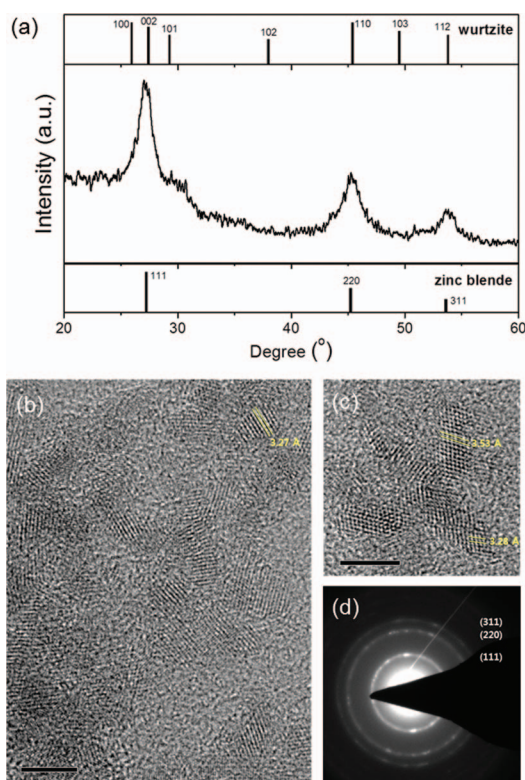 (a)
100
002
101
102
110
103
112
wurtzite
Intensity (a.u.)
111
220
zinc blende
311
20
30
40
50
60
Degree (°)
(b)
3.27 Å
(c)
3.53 Å
3.28 Å
(d)
(311)
(220)
(111)